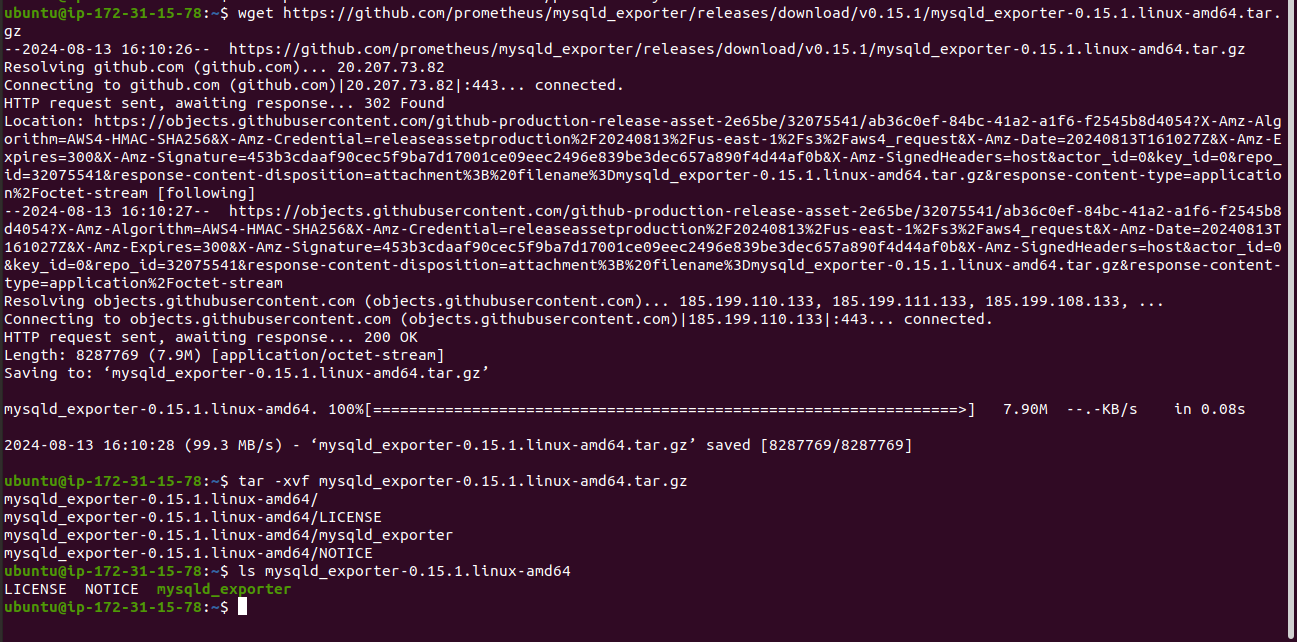 ubuntu@ip-172-31-15-78:~$ wget https://github.com/prometheus/mysqld_exporter/releases/download/v0.15.1/mysqld_exporter-0.15.1.linux-amd64.tar.
gz
--2024-08-13 16:10:26--  https://github.com/prometheus/mysqld_exporter/releases/download/v0.15.1/mysqld_exporter-0.15.1.linux-amd64.tar.gz
Resolving github.com (github.com)... 20.207.73.82
Connecting to github.com (github.com)|20.207.73.82|:443... connected.
HTTP request sent, awaiting response... 302 Found
Location: https://objects.githubusercontent.com/github-production-release-asset-2e65be/32075541/ab36c0ef-84bc-41a2-a1f6-f2545b8d4054?X-Amz-Alg
orithm=AWS4-HMAC-SHA256&X-Amz-Credential=releaseassetproduction%2F20240813%2Fus-east-1%2Fs3%2Faws4_request&X-Amz-Date=20240813T161027Z&X-Amz-E
xpires=300&X-Amz-Signature=453b3cdaaf90cec5f9ba7d17001ce09eec2496e839be3dec657a890f4d44af0b&X-Amz-SignedHeaders=host&actor_id=0&key_id=0&repo_
id=32075541&response-content-disposition=attachment%3B%20filename%3Dmysqld_exporter-0.15.1.linux-amd64.tar.gz&response-content-type=applicatio
n%2Foctet-stream [following]
--2024-08-13 16:10:27--  https://objects.githubusercontent.com/github-production-release-asset-2e65be/32075541/ab36c0ef-84bc-41a2-a1f6-f2545b8
d4054?X-Amz-Algorithm=AWS4-HMAC-SHA256&X-Amz-Credential=releaseassetproduction%2F20240813%2Fus-east-1%2Fs3%2Faws4_request&X-Amz-Date=20240813T
161027Z&X-Amz-Expires=300&X-Amz-Signature=453b3cdaaf90cec5f9ba7d17001ce09eec2496e839be3dec657a890f4d44af0b&X-Amz-SignedHeaders=host&actor_id=0
&key_id=0&repo_id=32075541&response-content-disposition=attachment%3B%20filename%3Dmysqld_exporter-0.15.1.linux-amd64.tar.gz&response-content-
type=application%2Foctet-stream
Resolving objects.githubusercontent.com (objects.githubusercontent.com)... 185.199.110.133, 185.199.111.133, 185.199.108.133, ...
Connecting to objects.githubusercontent.com (objects.githubusercontent.com)|185.199.110.133|:443... connected.
HTTP request sent, awaiting response... 200 OK
Length: 8287769 (7.9M) [application/octet-stream]
Saving to: ‘mysqld_exporter-0.15.1.linux-amd64.tar.gz’
mysqld_exporter-0.15.1.linux-amd64. 100%[=================================================================>]   7.90M  --.-KB/s    in 0.08s
2024-08-13 16:10:28 (99.3 MB/s) - ‘mysqld_exporter-0.15.1.linux-amd64.tar.gz’ saved [8287769/8287769]
ubuntu@ip-172-31-15-78:~$ tar -xvf mysqld_exporter-0.15.1.linux-amd64.tar.gz
mysqld_exporter-0.15.1.linux-amd64/
mysqld_exporter-0.15.1.linux-amd64/LICENSE
mysqld_exporter-0.15.1.linux-amd64/mysqld_exporter
mysqld_exporter-0.15.1.linux-amd64/NOTICE
ubuntu@ip-172-31-15-78:~$ ls mysqld_exporter-0.15.1.linux-amd64
LICENSE  NOTICE  mysqld_exporter
ubuntu@ip-172-31-15-78:~$